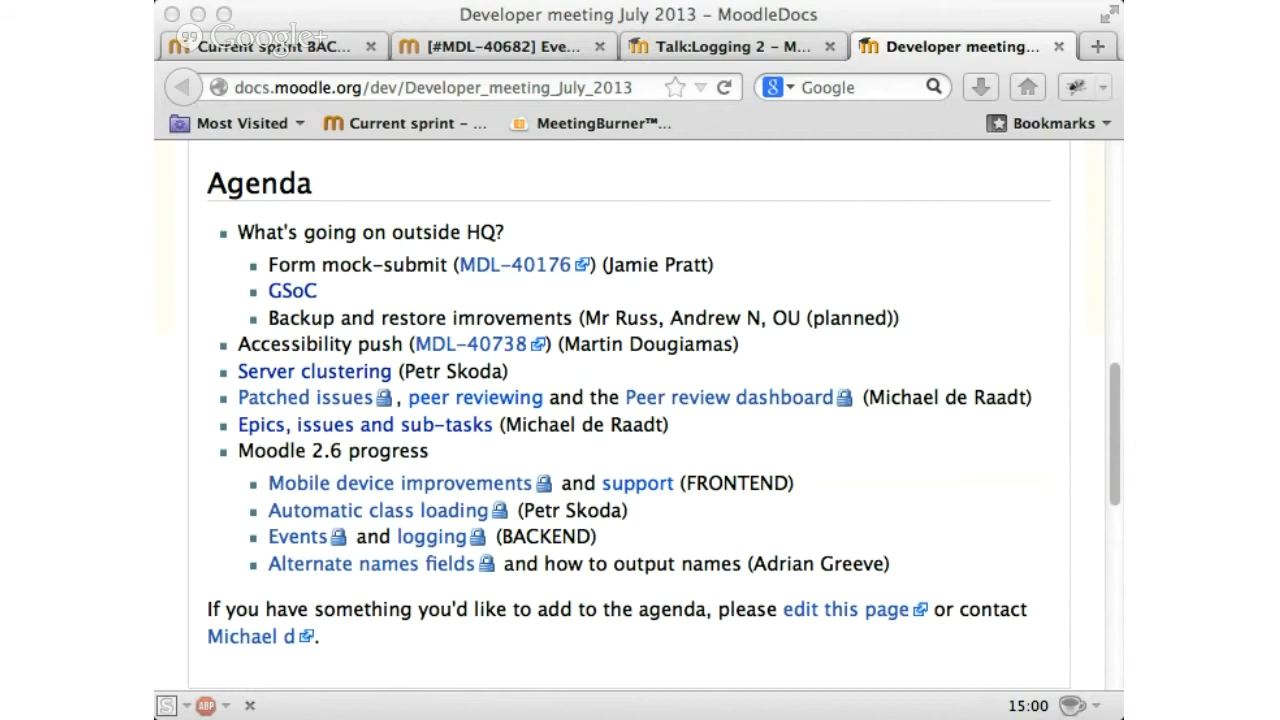 Developer meeting July 2013 – MoodleDocs
Google+
Current sprint BAC...
[#MDL-40682] Eve...
Talk:Logging 2 – M...
Developer meeting...
docs.moodle.org/dev/Developer_meeting_July_2013
Google
Most Visited
Current sprint – ...
MeetingBurner™...
Bookmarks
Agenda
What's going on outside HQ?
Form mock-submit (MDL-40176) (Jamie Pratt)
GSoC
Backup and restore imrovements (Mr Russ, Andrew N, OU (planned))
Accessibility push (MDL-40738) (Martin Dougiamas)
Server clustering (Petr Skoda)
Patched issues, peer reviewing and the Peer review dashboard (Michael de Raadt)
Epics, issues and sub-tasks (Michael de Raadt)
Moodle 2.6 progress
Mobile device improvements and support (FRONTEND)
Automatic class loading (Petr Skoda)
Events and logging (BACKEND)
Alternate names fields and how to output names (Adrian Greeve)
If you have something you'd like to add to the agenda, please edit this page or contact
Michael d.
ABP
15:00